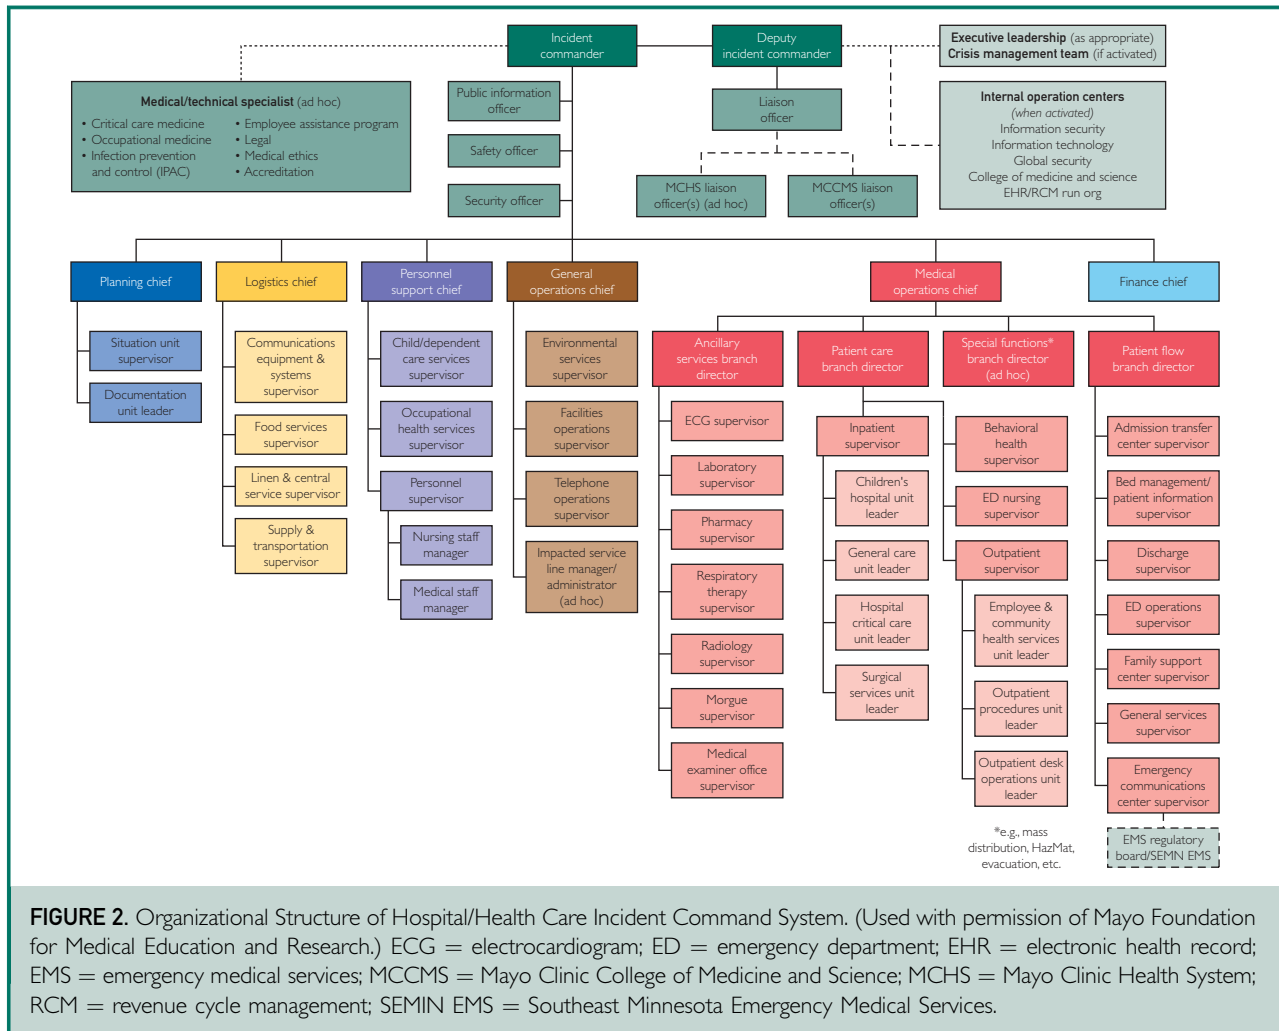 Incident
commander
Deputy
incident commander
Executive leadership (as appropriate)
Crisis management team (if activated)
Medical/technical specialist (ad hoc)
• Critical care medicine
• Occupational medicine
• Infection prevention
and control (IPAC)
• Employee assistance program
• Legal
• Medical ethics
• Accreditation
Public information
officer
Safety officer
Security officer
Liaison
officer
MCHS liaison
officer(s) (ad hoc)
MCCMS liaison
officer(s)
Internal operation centers
(when activated)
Information security
Information technology
Global security
College of medicine and science
EHR/RCM run org
Planning chief
Logistics chief
Personnel
support chief
General
operations chief
Medical
operations chief
Finance chief
Situation unit
supervisor
Documentation
unit leader
Communications
equipment &
systems
supervisor
Food services
supervisor
Linen & central
service supervisor
Supply &
transportation
supervisor
Child/dependent
care services
supervisor
Occupational
health services
supervisor
Personnel
supervisor
Nursing staff
manager
Medical staff
manager
Environmental
services
supervisor
Facilities
operations
supervisor
Telephone
operations
supervisor
Impacted service
line manager/
administrator
(ad hoc)
Ancillary
services branch
director
ECG supervisor
Laboratory
supervisor
Pharmacy
supervisor
Respiratory
therapy
supervisor
Radiology
supervisor
Morgue
supervisor
Medical
examiner office
supervisor
Patient care
branch director
Inpatient
supervisor
Children's
hospital unit
leader
General care
unit leader
Hospital
critical care
unit leader
Surgical
services unit
leader
Behavioral
health
supervisor
ED nursing
supervisor
Outpatient
supervisor
Employee &
community
health services
unit leader
Outpatient
procedures unit
leader
Outpatient desk
operations unit
leader
Special functions*
branch director
(ad hoc)
Patient flow
branch director
Admission transfer
center supervisor
Bed management/
patient information
supervisor
Discharge
supervisor
ED operations
supervisor
Family support
center supervisor
General services
supervisor
Emergency
communications
center supervisor
EMS regulatory
board/SEMN EMS
*e.g., mass
distribution, HazMat,
evacuation, etc.
FIGURE 2. Organizational Structure of Hospital/Health Care Incident Command System. (Used with permission of Mayo Foundation
for Medical Education and Research.) ECG = electrocardiogram; ED = emergency department; EHR = electronic health record;
EMS = emergency medical services; MCCMS = Mayo Clinic College of Medicine and Science; MCHS = Mayo Clinic Health System;
RCM = revenue cycle management; SEMIN EMS = Southeast Minnesota Emergency Medical Services.